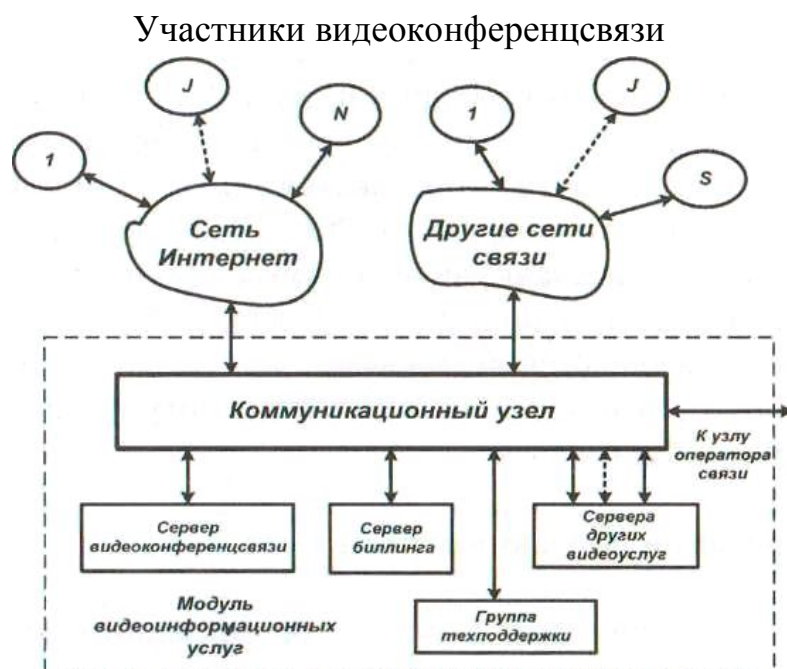 Участники видеоконференцсвязи
J
J
N
1
1
S
Сеть
Интернет
Другие сети
связи
Коммуникационный узел
К узлу
оператора
связи
Сервер
видеоконференцсвязи
Сервер
биллинга
Сервера
других
видеоуслуг
Модуль
видеоинформационных
услуг
Группа
техподдержки